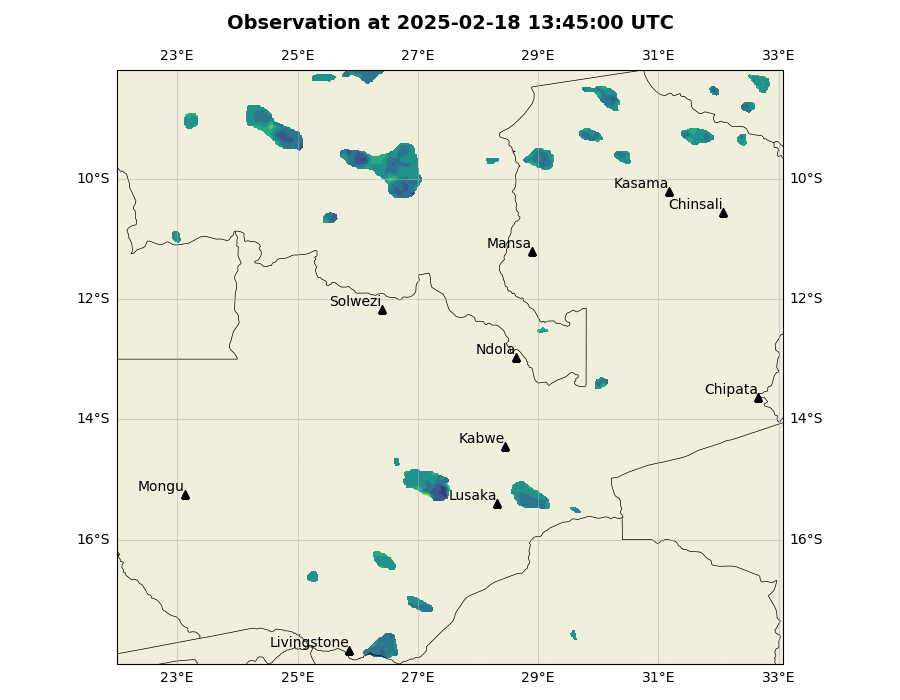 Observation at 2025-02-18 13:45:00 UTC
23°E 25°E 27°E 29°E 31°E 33°E
10°S 10°S
Kasama
Chinsali
Mansa
12°S 12°S
Solwezi
Ndola
Chipata
14°S 14°S
Kabwe
Mongu
Lusaka
16°S 16°S
Livingstone
23°E 25°E 27°E 29°E 31°E 33°E